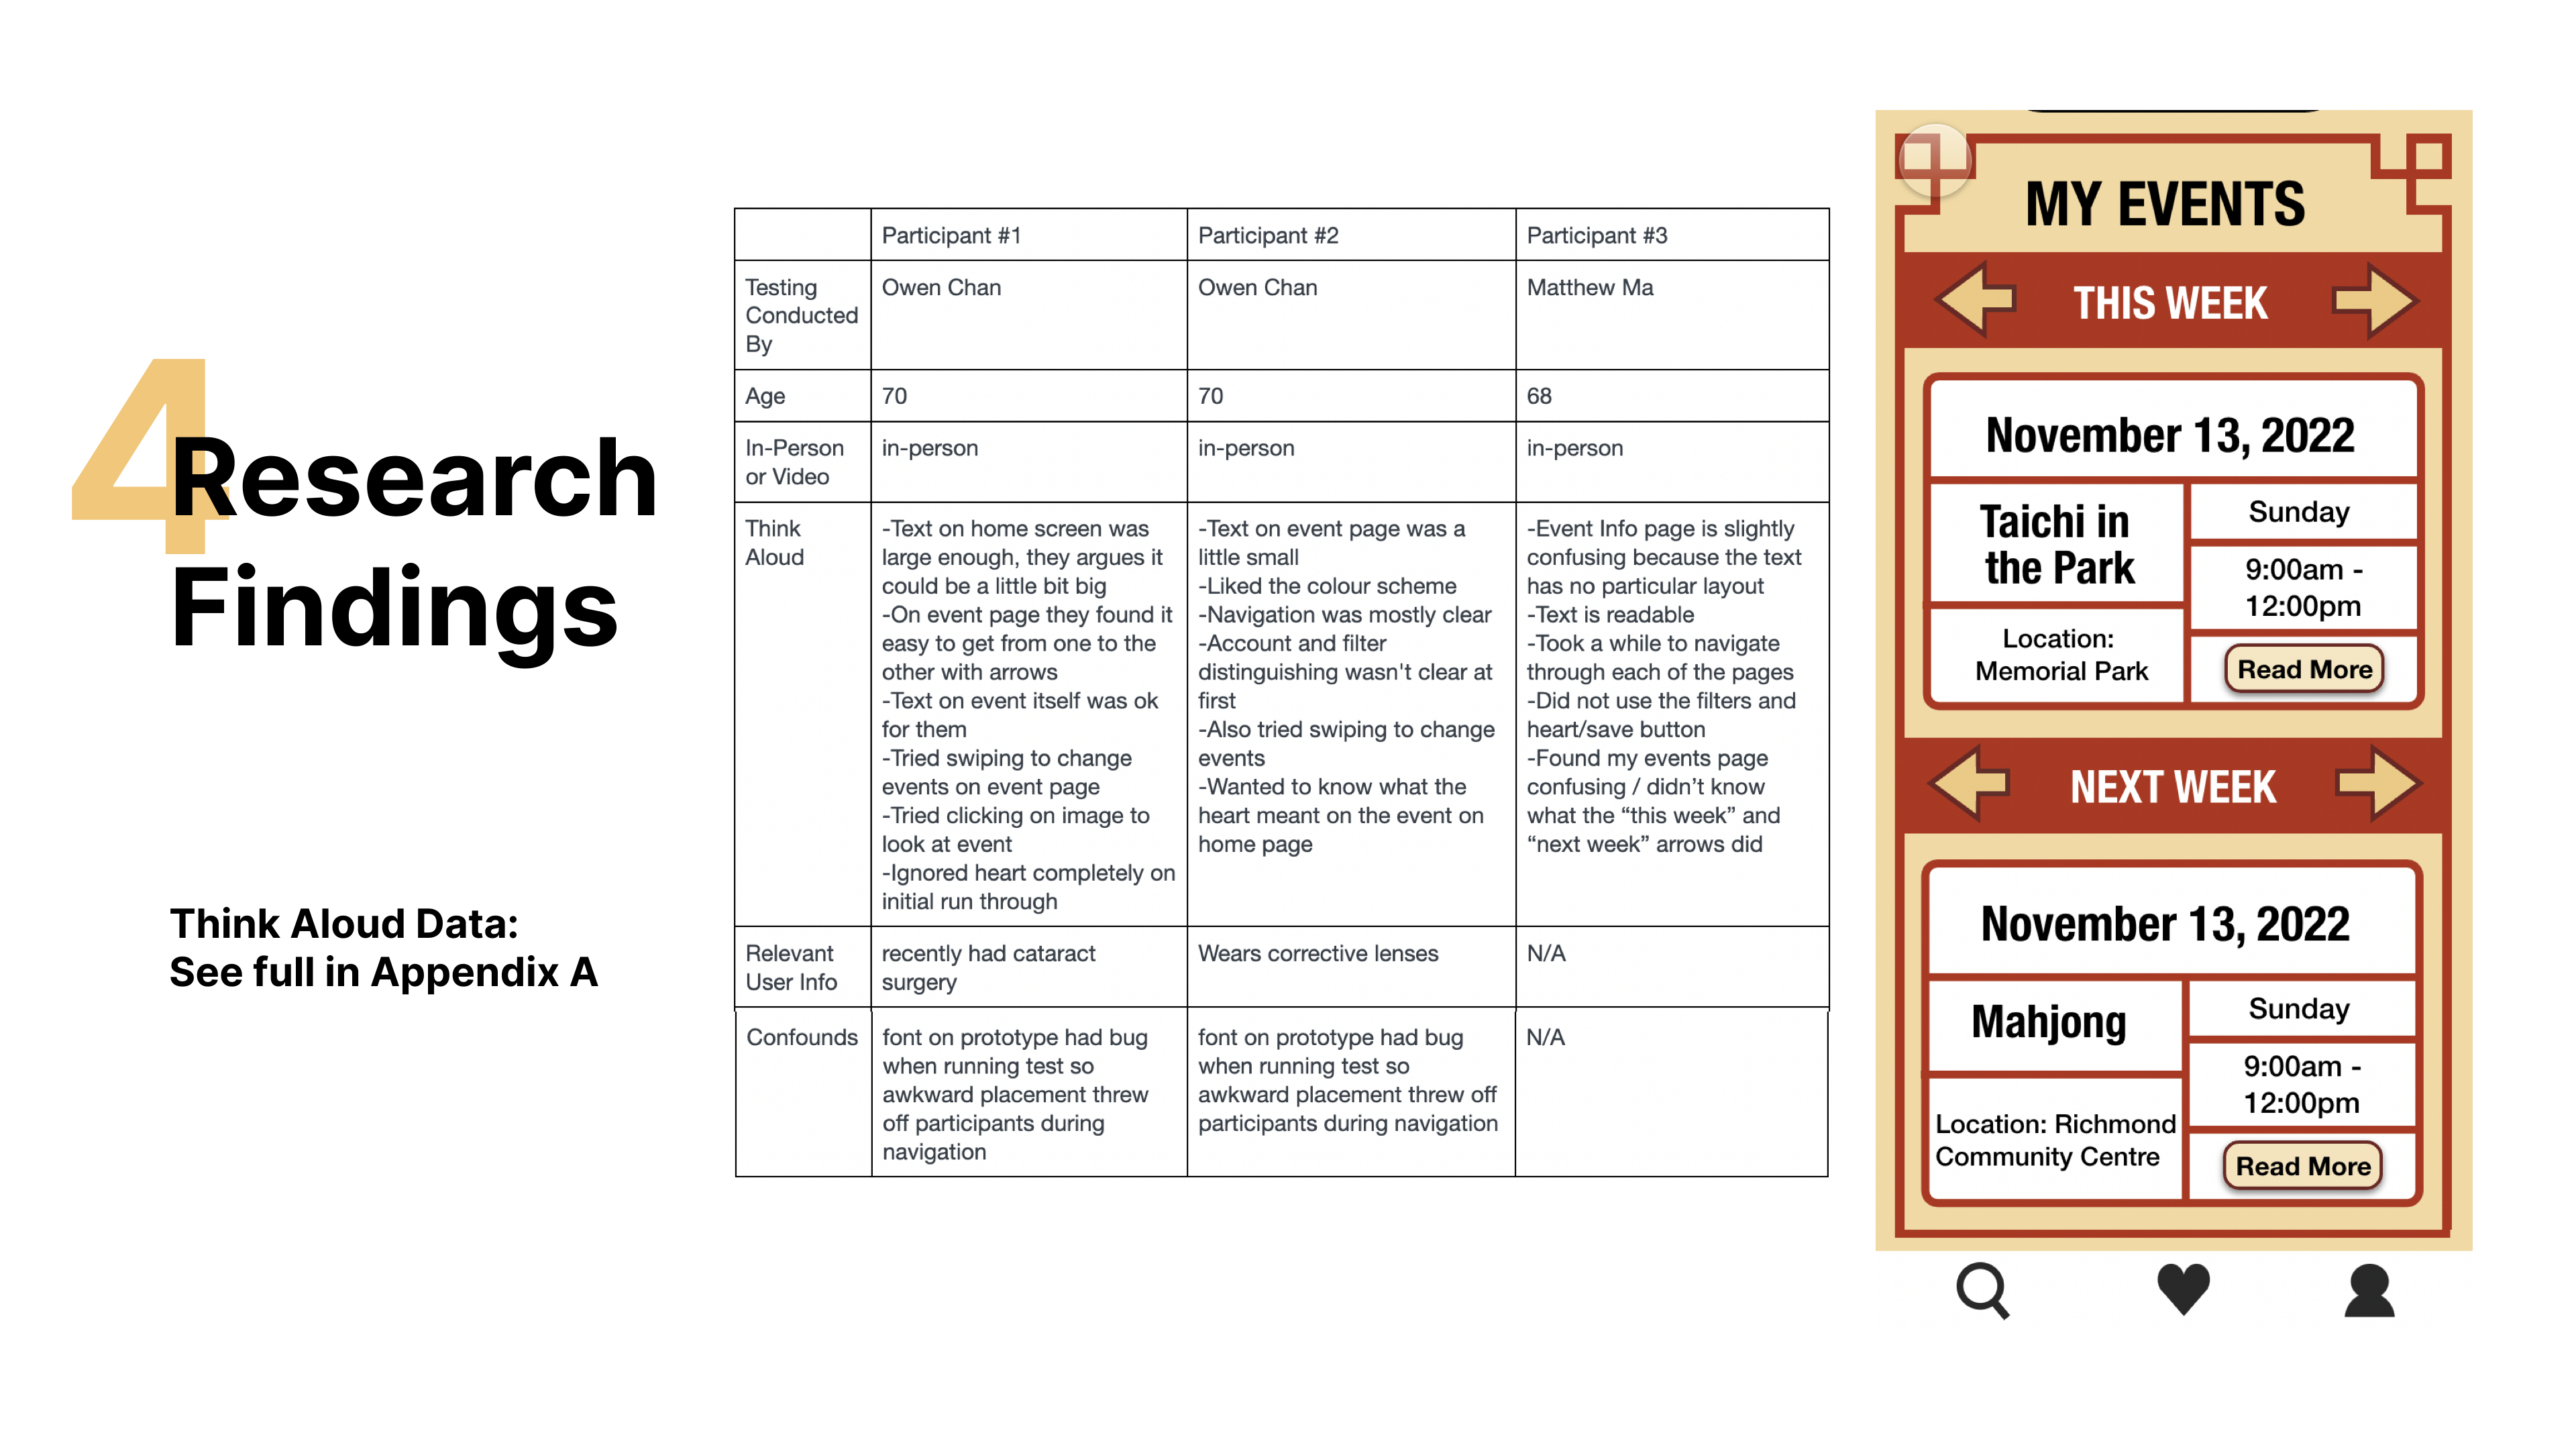 4
Research
Findings
Think Aloud Data:
See full in Appendix A
Participant #1
Participant #2
Participant #3
Testing
Conducted
By
Owen Chan
Owen Chan
Matthew Ma
Age
70
70
68
In-Person
or Video
in-person
in-person
in-person
Think
Aloud
-Text on home screen was
large enough, they argues it
could be a little bit big
-On event page they found it
easy to get from one to the
other with arrows
-Text on event itself was ok
for them
-Tried swiping to change
events on event page
-Tried clicking on image to
look at event
-Ignored heart completely on
initial run through
-Text on event page was a
little small
-Liked the colour scheme
-Navigation was mostly clear
-Account and filter
distinguishing wasn't clear at
first
-Also tried swiping to change
events
-Wanted to know what the
heart meant on the event on
home page
-Event Info page is slightly
confusing because the text
has no particular layout
-Text is readable
-Took a while to navigate
through each of the pages
-Did not use the filters and
heart/save button
-Found my events page
confusing / didn’t know
what the “this week” and
“next week” arrows did
Relevant
User Info
recently had cataract
surgery
Wears corrective lenses
N/A
Confounds
font on prototype had bug
when running test so
awkward placement threw
off participants during
navigation
font on prototype had bug
when running test so
awkward placement threw off
participants during navigation
N/A
MY EVENTS
THIS WEEK
November 13, 2022
Taichi in
the Park
Sunday
9:00am -
12:00pm
Location:
Memorial Park
Read More
NEXT WEEK
November 13, 2022
Mahjong
Sunday
9:00am -
12:00pm
Location: Richmond
Community Centre
Read More